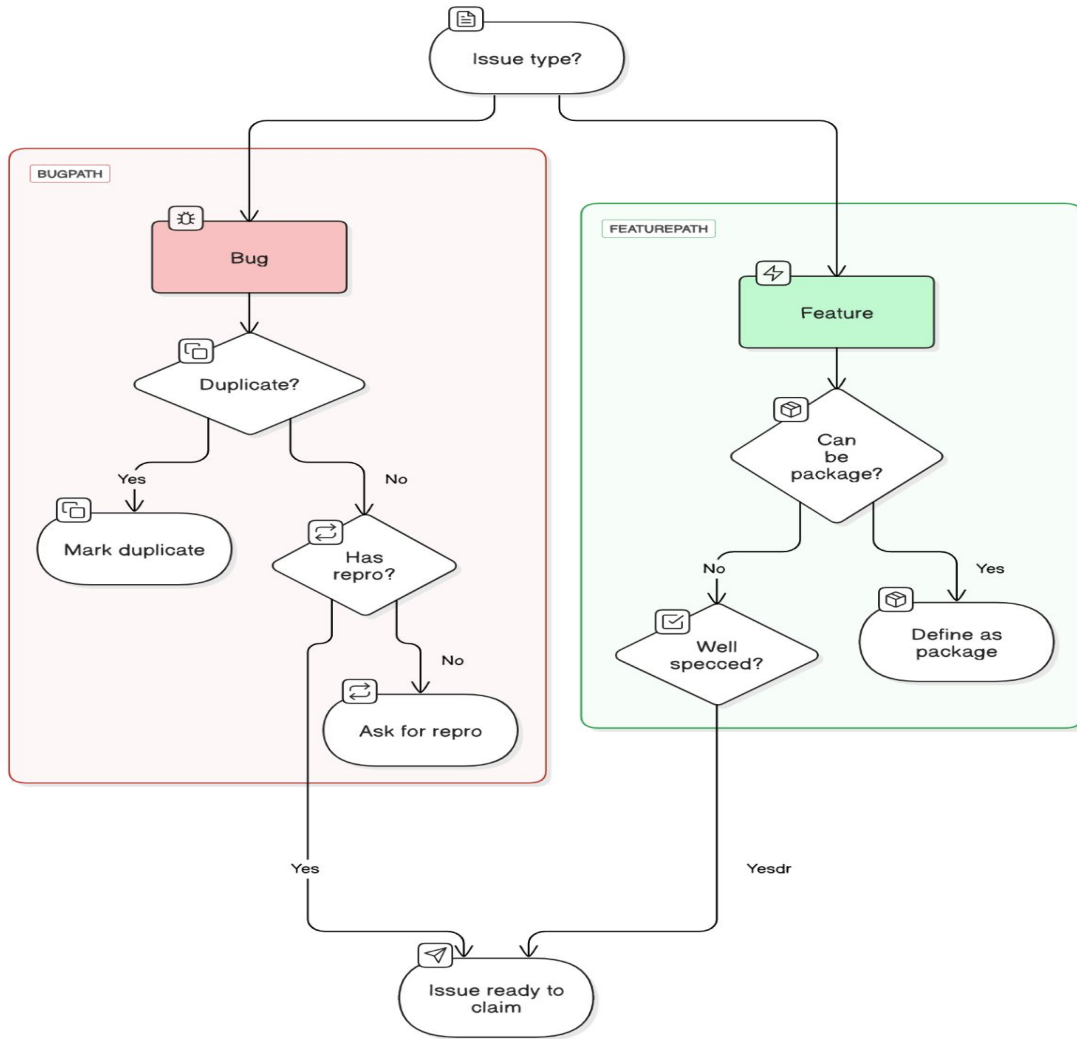 Issue type?
BUGPATH
Bug
Duplicate?
Yes
No
Mark duplicate
Has
repro?
No
Ask for repro
FEATUREPATH
Feature
Can
be
package?
No
Yes
Well
specced?
Define as
package
Yes
Yesdr
Issue ready to
claim